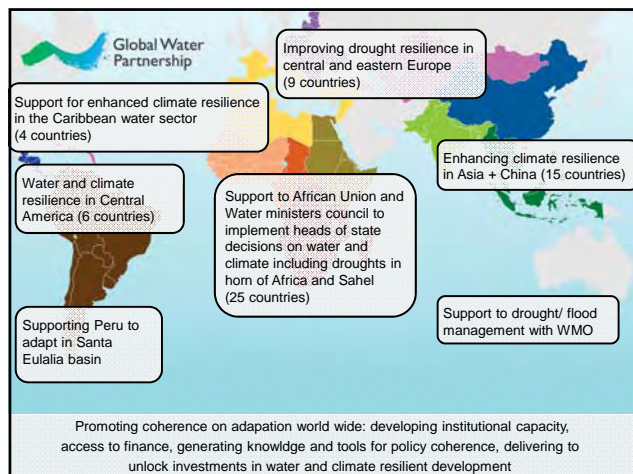 Global Water
Partnership
Improving drought resilience in
central and eastern Europe
(9 countries)
Support for enhanced climate resilience
in the Caribbean water sector
(4 countries)
Enhancing climate resilience
in Asia + China (15 countries)
Water and climate
resilience in Central
America (6 countries)
Support to African Union and
Water ministers council to
implement heads of state
decisions on water and
climate including droughts in
horn of Africa and Sahel
(25 countries)
Supporting Peru to
adapt in Santa
Eulalia basin
Support to drought/ flood
management with WMO
Promoting coherence on adapation world wide: developing institutional capacity,
access to finance, generating knowldge and tools for policy coherence, delivering to
unlock investments in water and climate resilient development